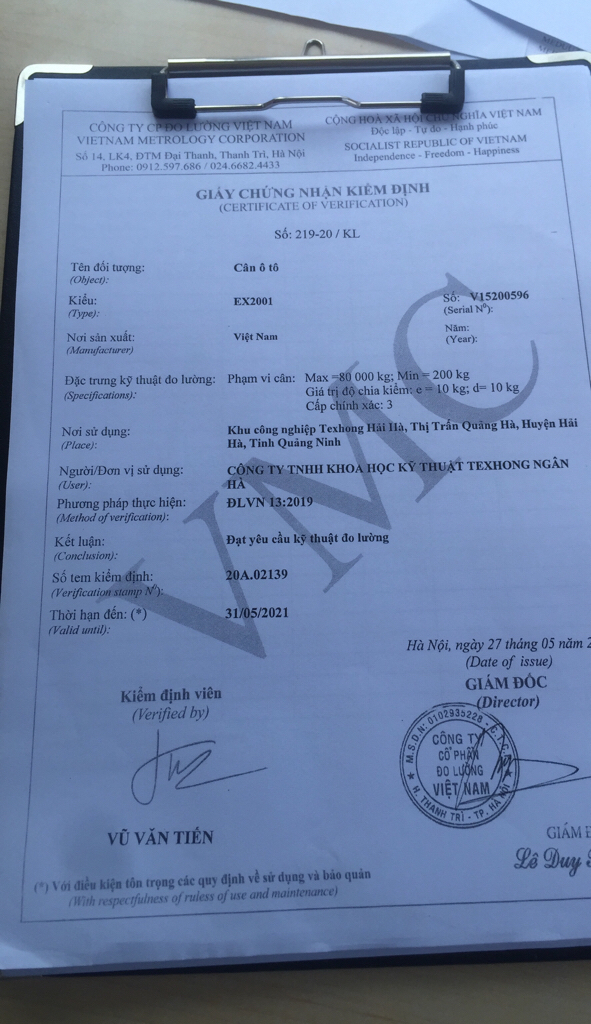 CÔNG TY CP ĐO LƯỜNG VIỆT NAM
VIETNAM METROLOGY CORPORATION
Số 14, LK4, ĐTM Đại Thanh, Thanh Trì, Hà Nội
Phone: 0912.597.686 / 024.6682.4433
CỘNG HOÀ XÃ HỘI CHỦ NGHĨA VIỆT NAM
Độc lập - Tự do - Hạnh phúc
SOCIALIST REPUBLIC OF VIETNAM
Independence - Freedom - Happiness
GIẤY CHỨNG NHẬN KIỂM ĐỊNH
(CERTIFICATE OF VERIFICATION)
Số: 219-20 / KL
Tên đối tượng: Cân ô tô
(Object):
Kiểu: EX2001 Số: V15200596
(Type): (Serial Nº):
Nơi sản xuất: Việt Nam Năm:
(Manufacturer) (Year):
Đặc trưng kỹ thuật đo lường: Phạm vi cân: Max =80 000 kg; Min = 200 kg
(Specifications): Giá trị độ chia kiểm: e = 10 kg; d= 10 kg
Cấp chính xác: 3
Nơi sử dụng: Khu công nghiệp Texhong Hải Hà, Thị Trấn Quảng Hà, Huyện Hải
(Place): Hà, Tỉnh Quảng Ninh
Người/Đơn vị sử dụng: CÔNG TY TNHH KHOA HỌC KỸ THUẬT TEXHONG NGÂN
(User): HÀ
Phương pháp thực hiện: ĐLVN 13:2019
(Method of verification):
Kết luận: Đạt yêu cầu kỹ thuật đo lường
(Conclusion):
Số tem kiểm định: 20A.02139
(Verification stamp Nº):
Thời hạn đến: (*) 31/05/2021
(Valid until):
VMC
Hà Nội, ngày 27 tháng 05 năm 2
(Date of issue)
Kiểm định viên
(Verified by)
GIÁM ĐỐC
(Director)
M.S.D.N: 0102935228 - C.T.C.P
CÔNG TY
CỔ PHẦN
ĐO LƯỜNG
VIỆT NAM
H. THANH TRÌ - TP. HÀ NỘI
VŨ VĂN TIẾN
GIÁM Đ
Lê Duy
(*) Với điều kiện tôn trọng các quy định về sử dụng và bảo quản
(With respectfulness of ruless of use and maintenance)